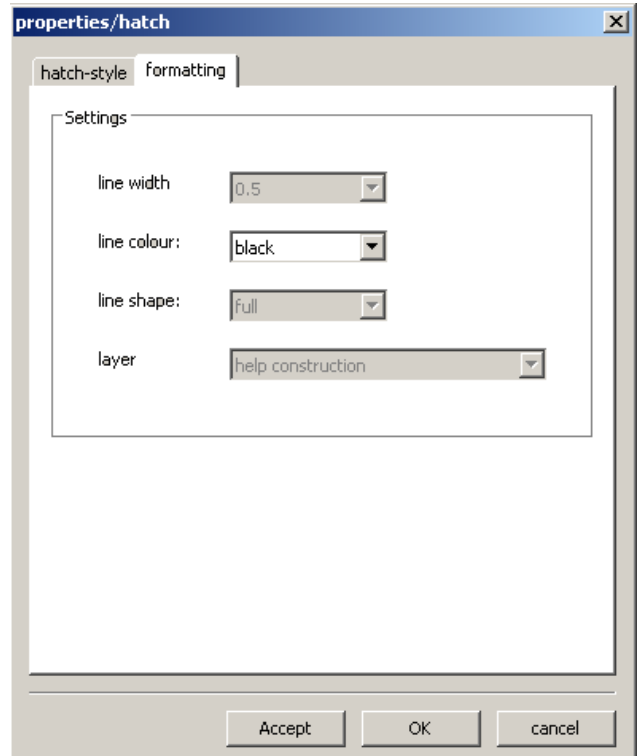 properties/hatch
hatch-style formatting
Settings
line width 0.5
line colour: black
line shape: full
layer help construction
Accept OK cancel